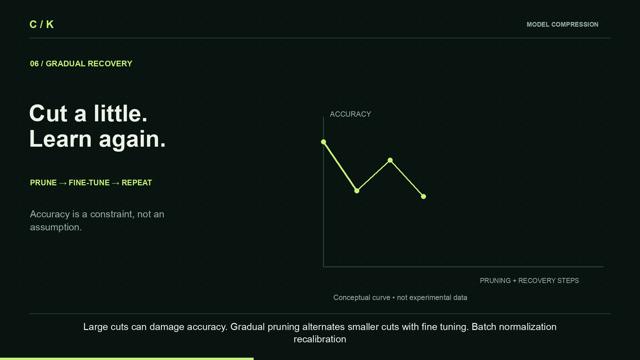 C / K
MODEL COMPRESSION
06 / GRADUAL RECOVERY
Cut a little.
Learn again.
PRUNE → FINE-TUNE → REPEAT
Accuracy is a constraint, not an
assumption.
ACCURACY
PRUNING + RECOVERY STEPS
Conceptual curve • not experimental data
Large cuts can damage accuracy. Gradual pruning alternates smaller cuts with fine tuning. Batch normalization
recalibration